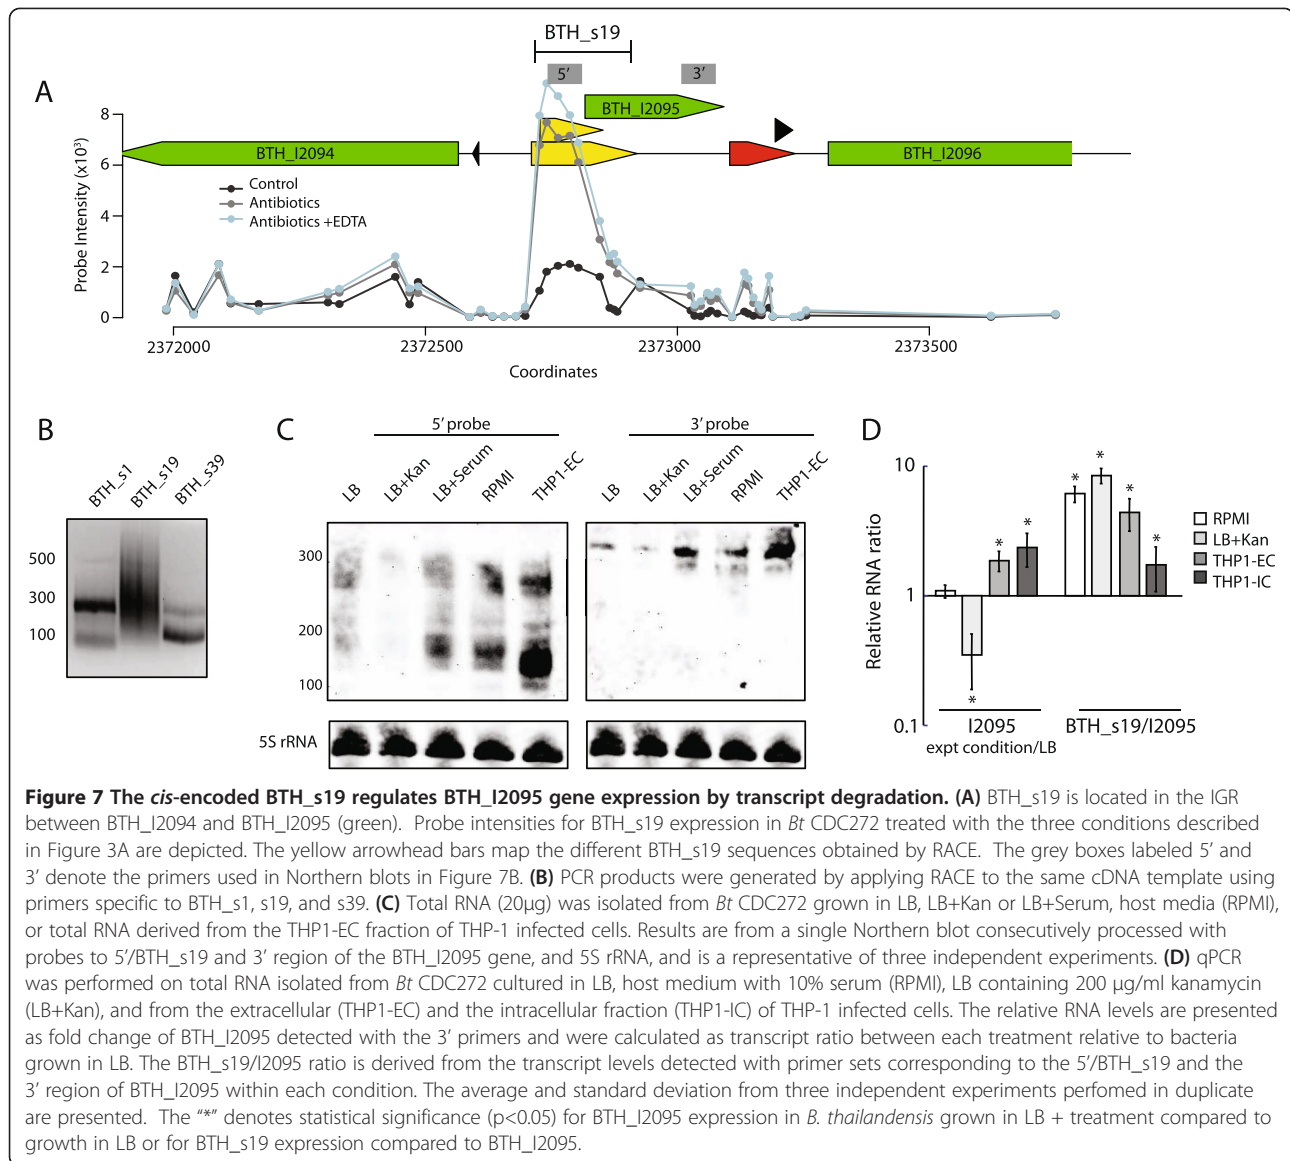 BTH_s19
A
5'
3'
BTH_I2095
BTH_I2094
BTH_I2096
Probe Intensity (x10³)
8
6
4
2
0
Control
Antibiotics
Antibiotics +EDTA
2372000
2372500
2373000
2373500
Coordinates
B
BTH_s1
BTH_s19
BTH_s39
500
300
100
C
5' probe
3' probe
LB
LB+Kan
LB+Serum
RPMI
THP1-EC
LB
LB+Kan
LB+Serum
RPMI
THP1-EC
300
200
100
5S rRNA
D
Relative RNA ratio
10
1
0.1
*
*
*
*
*
*
*
RPMI
LB+Kan
THP1-EC
THP1-IC
I2095
expt condition/LB
BTH_s19/I2095
Figure 7 The cis-encoded BTH_s19 regulates BTH_I2095 gene expression by transcript degradation. (A) BTH_s19 is located in the IGR
between BTH_I2094 and BTH_I2095 (green). Probe intensities for BTH_s19 expression in Bt CDC272 treated with the three conditions described
in Figure 3A are depicted. The yellow arrowhead bars map the different BTH_s19 sequences obtained by RACE. The grey boxes labeled 5' and
3' denote the primers used in Northern blots in Figure 7B. (B) PCR products were generated by applying RACE to the same cDNA template using
primers specific to BTH_s1, s19, and s39. (C) Total RNA (20µg) was isolated from Bt CDC272 grown in LB, LB+Kan or LB+Serum, host media (RPMI),
or total RNA derived from the THP1-EC fraction of THP-1 infected cells. Results are from a single Northern blot consecutively processed with
probes to 5'/BTH_s19 and 3' region of the BTH_I2095 gene, and 5S rRNA, and is a representative of three independent experiments. (D) qPCR
was performed on total RNA isolated from Bt CDC272 cultured in LB, host medium with 10% serum (RPMI), LB containing 200 µg/ml kanamycin
(LB+Kan), and from the extracellular (THP1-EC) and the intracellular fraction (THP1-IC) of THP-1 infected cells. The relative RNA levels are presented
as fold change of BTH_I2095 detected with the 3' primers and were calculated as transcript ratio between each treatment relative to bacteria
grown in LB. The BTH_s19/I2095 ratio is derived from the transcript levels detected with primer sets corresponding to the 5'/BTH_s19 and the
3' region of BTH_I2095 within each condition. The average and standard deviation from three independent experiments perfomed in duplicate
are presented. The "*" denotes statistical significance (p<0.05) for BTH_I2095 expression in B. thailandensis grown in LB + treatment compared to
growth in LB or for BTH_s19 expression compared to BTH_I2095.